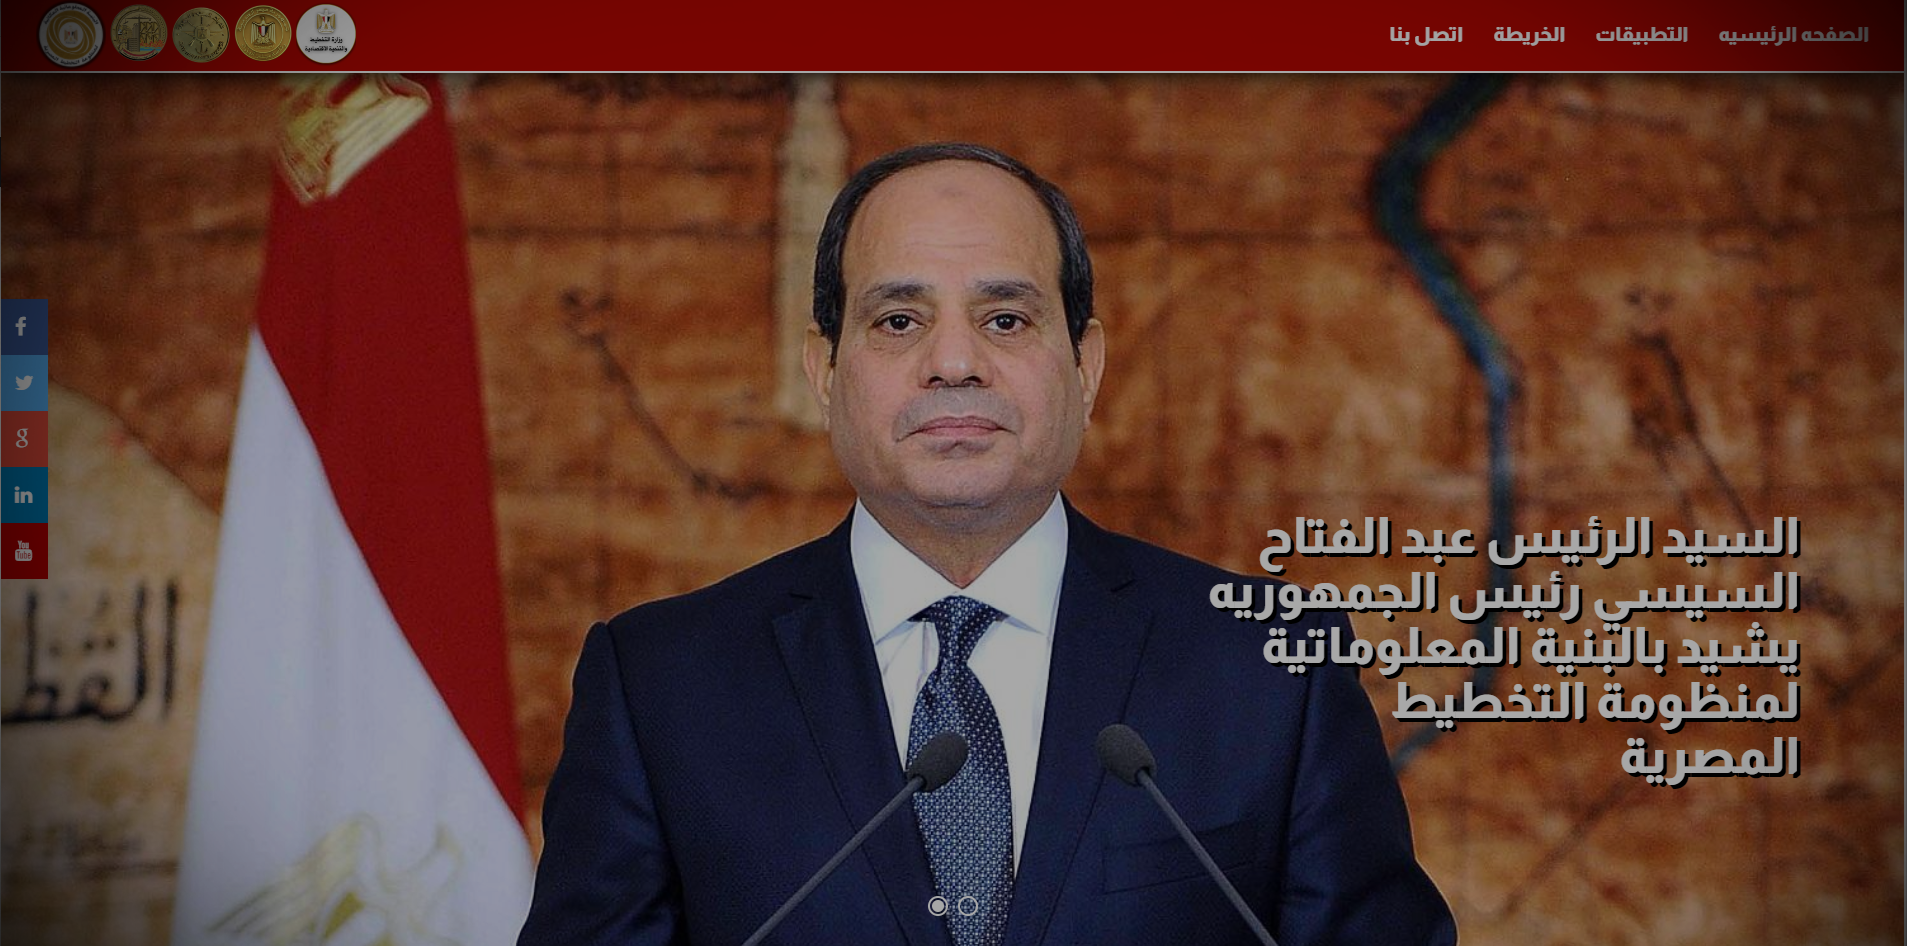 الصفحه الرئيسيه
التطبيقات
الخريطة
اتصل بنا
وزارة التخطيط
والتنمية الاقتصادية
السيد الرئيس عبد الفتاح
السيسي رئيس الجمهوريه
يشيد بالبنية المعلوماتية
لمنظومة التخطيط
المصرية
You
Tube